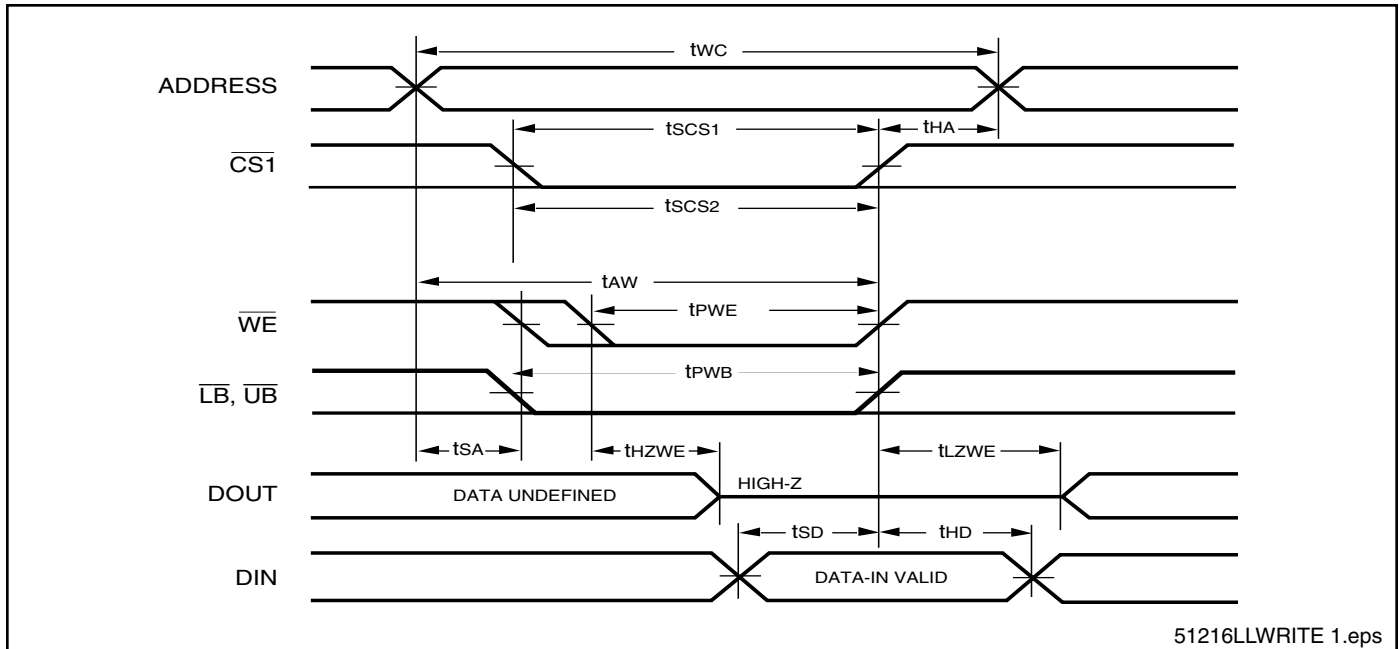 tWC
ADDRESS
tSCS1
tHA
CS1
tSCS2
tAW
WE
tPWE
tPWB
LB, UB
tSA
tHZWE
tLZWE
DOUT
DATA UNDEFINED
HIGH-Z
tSD
tHD
DIN
DATA-IN VALID
51216LLWRITE 1.eps